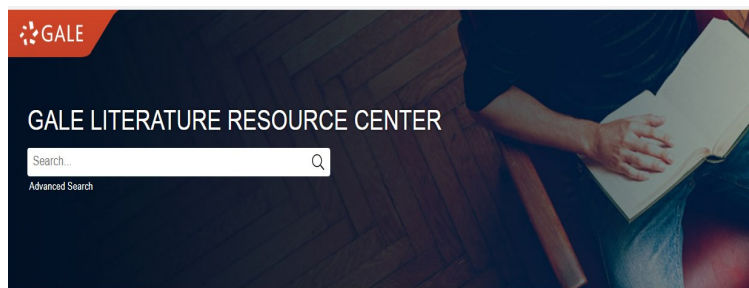 GALE
GALE LITERATURE RESOURCE CENTER
Search...
Advanced Search